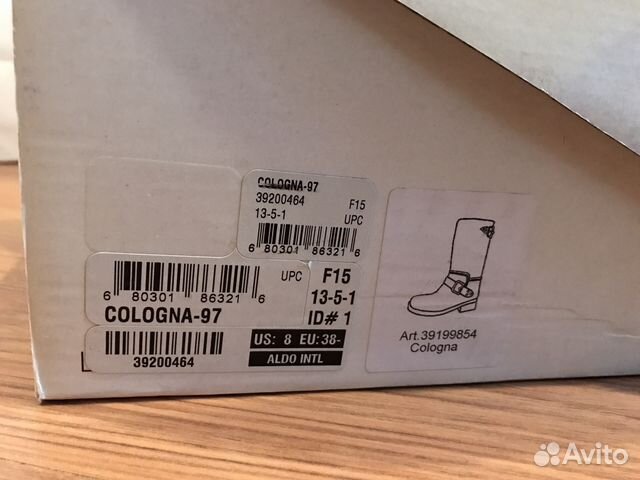 COLOGNA-97
39200464 F15
13-5-1 UPC
6 80301 86321 6
UPC F15
6 80301 86321 6 13-5-1
COLOGNA-97 ID# 1
39200464
US: 8 EU: 38-
ALDO INTL
Art.39199854
Cologna
Avito